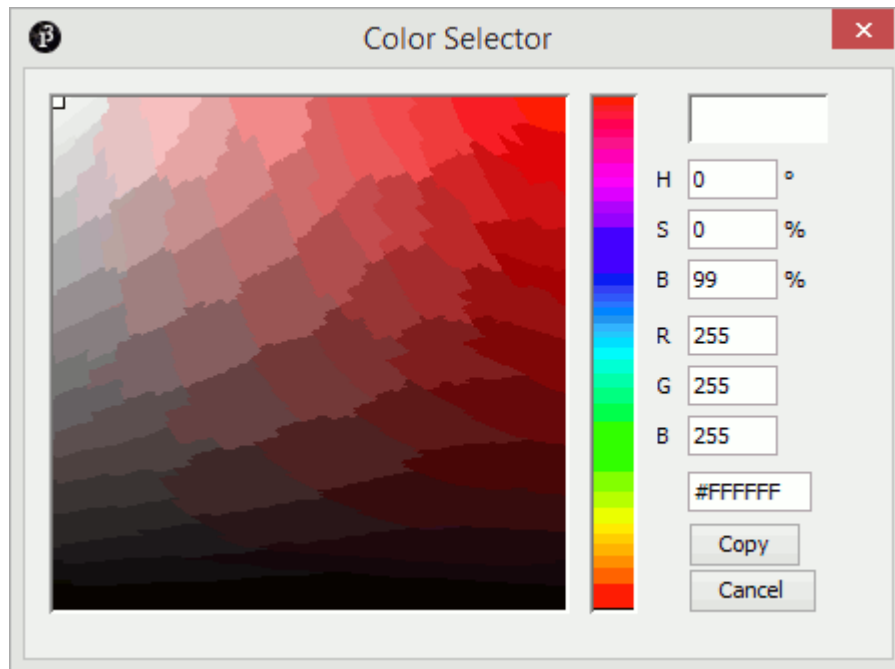 Color Selector
H 0 °
S 0 %
B 99 %
R 255
G 255
B 255
#FFFFFF
Copy
Cancel